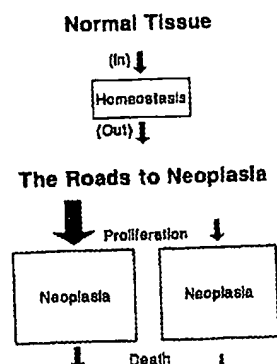 Normal Tissue
(In)
Homeostasis
(Out)
The Roads to Neoplasia
Proliferation
Neoplasia Neoplasia
Death